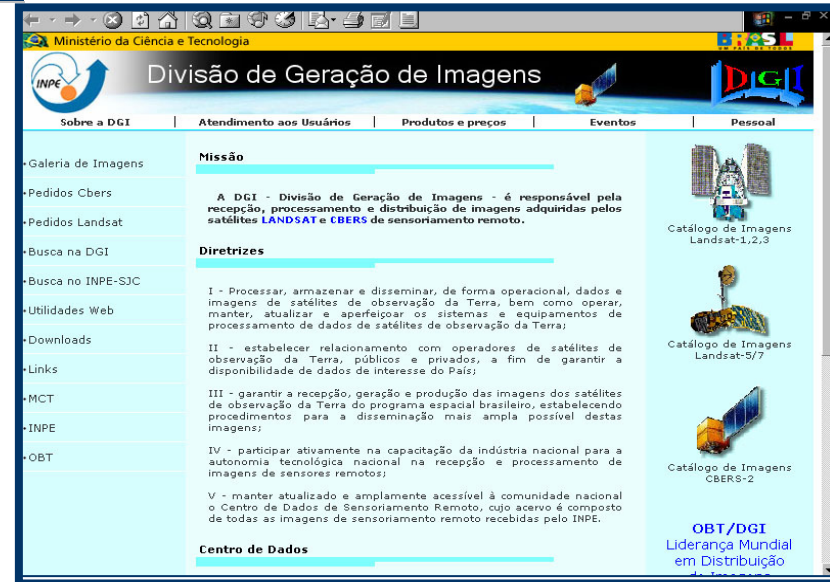 Ministério da Ciência e Tecnologia
BRASIL
UM PAÍS DE TODOS
INPE
Divisão de Geração de Imagens
DGI
Sobre a DGI | Atendimento aos Usuários | Produtos e preços | Eventos | Pessoal
•Galeria de Imagens
•Pedidos Cbers
•Pedidos Landsat
•Busca na DGI
•Busca no INPE-SJC
•Utilidades Web
•Downloads
•Links
•MCT
•INPE
•OBT
Missão
A DGI - Divisão de Geração de Imagens - é responsável pela
recepção, processamento e distribuição de imagens adquiridas pelos
satélites LANDSAT e CBERS de sensoriamento remoto.
Diretrizes
I - Processar, armazenar e disseminar, de forma operacional, dados e
imagens de satélites de observação da Terra, bem como operar,
manter, atualizar e aperfeiçoar os sistemas e equipamentos de
processamento de dados de satélites de observação da Terra;
II - estabelecer relacionamento com operadores de satélites de
observação da Terra, públicos e privados, a fim de garantir a
disponibilidade de dados de interesse do País;
III - garantir a recepção, geração e produção das imagens dos satélites
de observação da Terra do programa espacial brasileiro, estabelecendo
procedimentos para a disseminação mais ampla possível destas
imagens;
IV - participar ativamente na capacitação da indústria nacional para a
autonomia tecnológica nacional na recepção e processamento de
imagens de sensores remotos;
V - manter atualizado e amplamente acessível à comunidade nacional
o Centro de Dados de Sensoriamento Remoto, cujo acervo é composto
de todas as imagens de sensoriamento remoto recebidas pelo INPE.
Centro de Dados
Catálogo de Imagens
Landsat-1,2,3
Catálogo de Imagens
Landsat-5/7
Catálogo de Imagens
CBERS-2
OBT/DGI
Liderança Mundial
em Distribuição
de Imagens